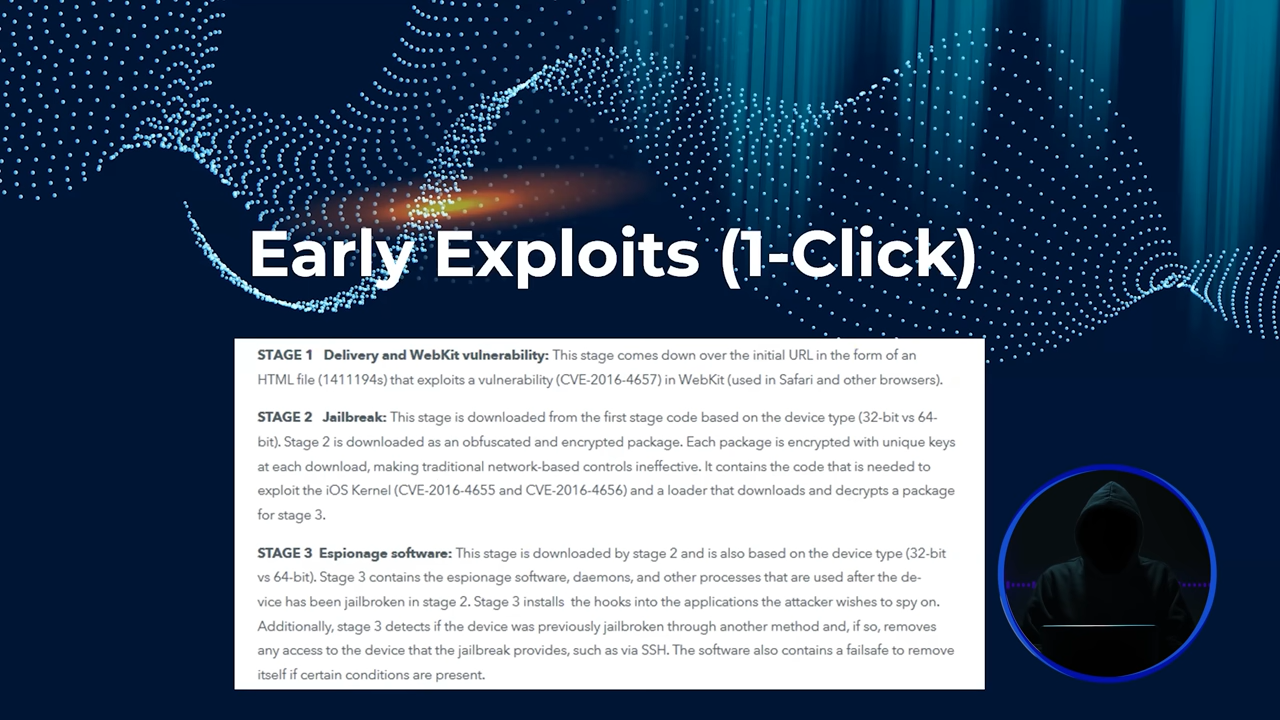 Early Exploits (1-Click)
STAGE 1 Delivery and WebKit vulnerability: This stage comes down over the initial URL in the form of an
HTML file (1411194s) that exploits a vulnerability (CVE-2016-4657) in WebKit (used in Safari and other browsers).
STAGE 2 Jailbreak: This stage is downloaded from the first stage code based on the device type (32-bit vs 64-
bit). Stage 2 is downloaded as an obfuscated and encrypted package. Each package is encrypted with unique keys
at each download, making traditional network-based controls ineffective. It contains the code that is needed to
exploit the iOS Kernel (CVE-2016-4655 and CVE-2016-4656) and a loader that downloads and decrypts a package
for stage 3.
STAGE 3 Espionage software: This stage is downloaded by stage 2 and is also based on the device type (32-bit
vs 64-bit). Stage 3 contains the espionage software, daemons, and other processes that are used after the de-
vice has been jailbroken in stage 2. Stage 3 installs the hooks into the applications the attacker wishes to spy on.
Additionally, stage 3 detects if the device was previously jailbroken through another method and, if so, removes
any access to the device that the jailbreak provides, such as via SSH. The software also contains a failsafe to remove
itself if certain conditions are present.